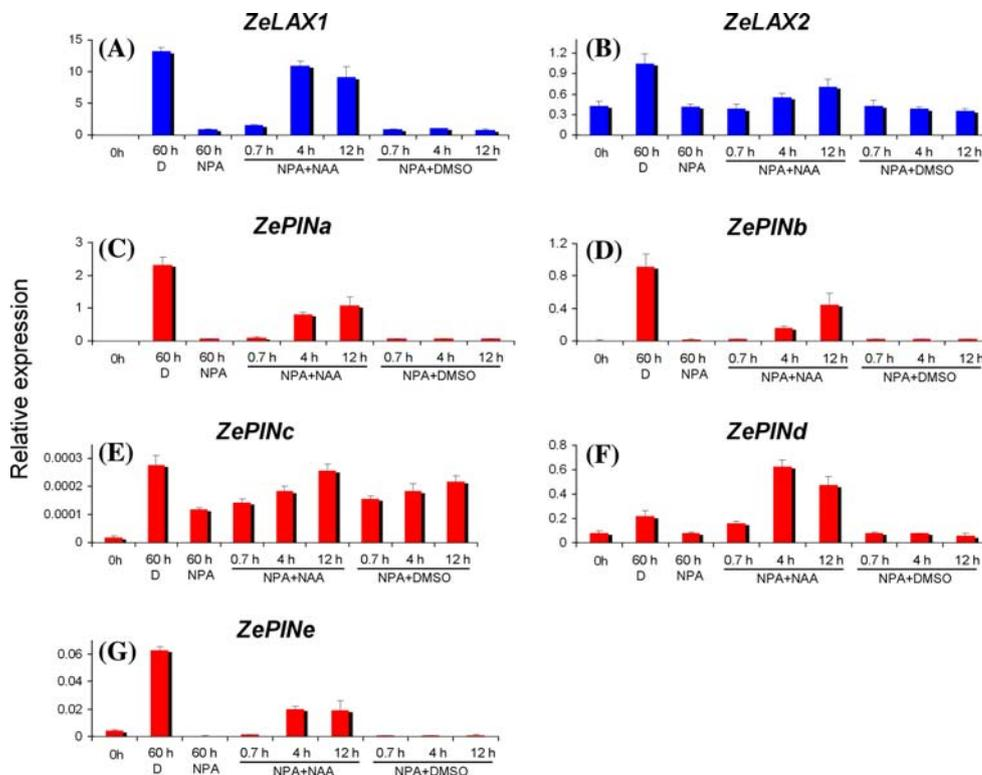 ZeLAX1
(A)
15
10
5
0
0h 60 h D 60 h NPA 0.7 h 4 h 12 h 0.7 h 4 h 12 h
NPA+NAA NPA+DMSO
ZeLAX2
(B)
1.2
0.9
0.6
0.3
0
0h 60 h D 60 h NPA 0.7 h 4 h 12 h 0.7 h 4 h 12 h
NPA+NAA NPA+DMSO
Relative expression
ZePINa
(C)
3
2
1
0
0h 60 h D 60 h NPA 0.7 h 4 h 12 h 0.7 h 4 h 12 h
NPA+NAA NPA+DMSO
ZePINb
(D)
1.2
0.8
0.4
0
0h 60 h D 60 h NPA 0.7 h 4 h 12 h 0.7 h 4 h 12 h
NPA+NAA NPA+DMSO
ZePINc
(E)
0.0003
0.0002
0.0001
0
0h 60 h D 60 h NPA 0.7 h 4 h 12 h 0.7 h 4 h 12 h
NPA+NAA NPA+DMSO
ZePINd
(F)
0.8
0.6
0.4
0.2
0
0h 60 h D 60 h NPA 0.7 h 4 h 12 h 0.7 h 4 h 12 h
NPA+NAA NPA+DMSO
ZePINe
(G)
0.06
0.04
0.02
0
0h 60 h D 60 h NPA 0.7 h 4 h 12 h 0.7 h 4 h 12 h
NPA+NAA NPA+DMSO